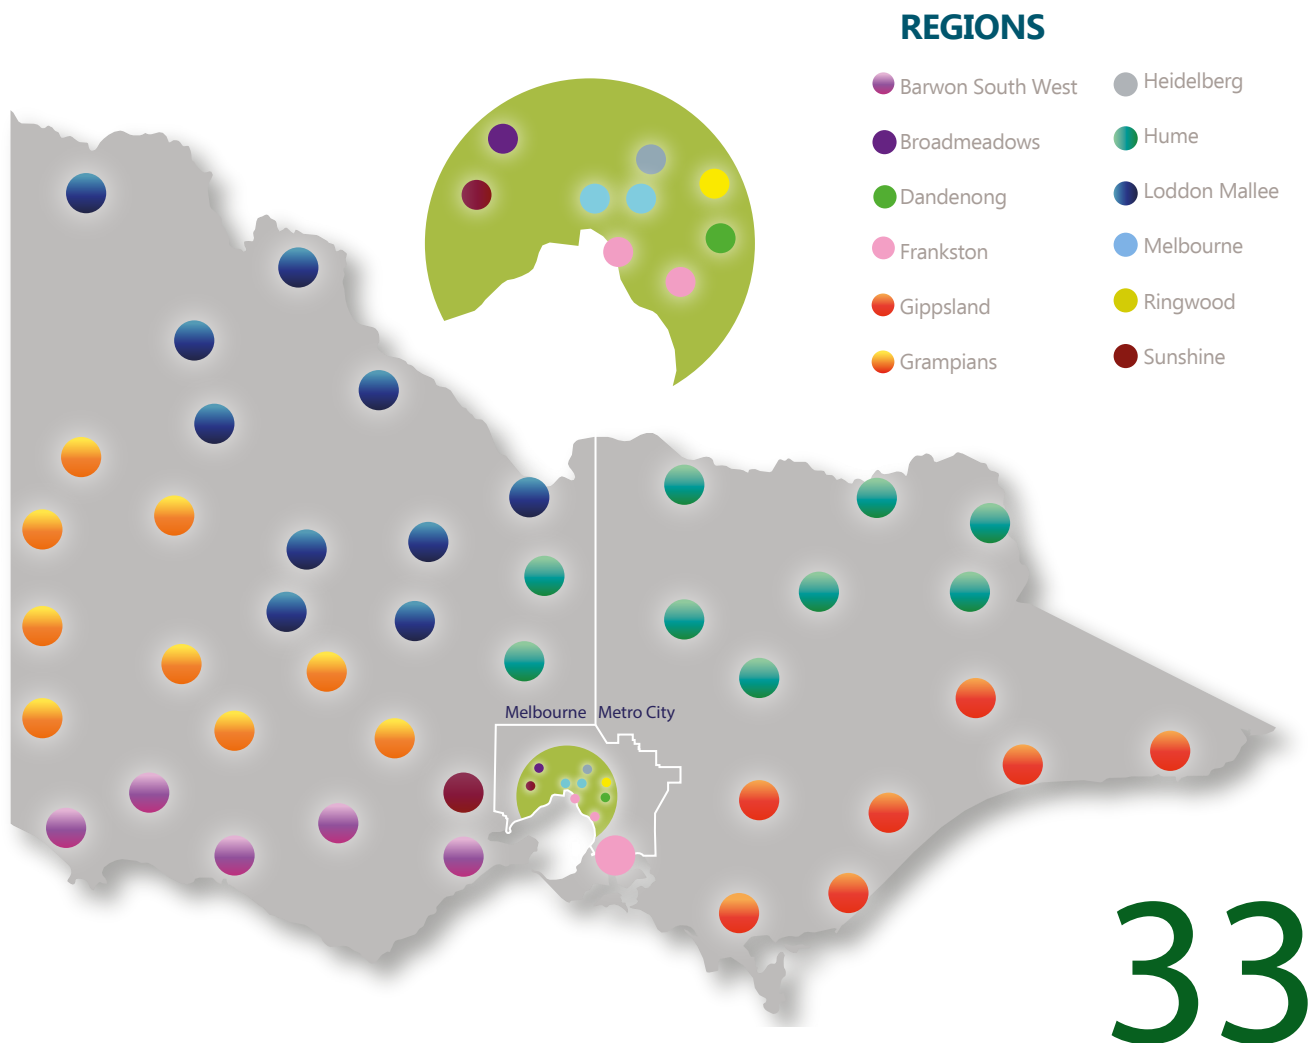 REGIONS
Barwon South West
Broadmeadows
Dandenong
Frankston
Gippsland
Grampians
Heidelberg
Hume
Loddon Mallee
Melbourne
Ringwood
Sunshine
Melbourne Metro City
33